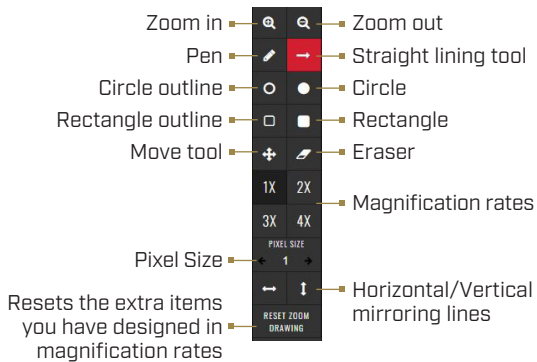 Zoom in
Zoom out
Pen
Straight lining tool
Circle outline
Circle
Rectangle outline
Rectangle
Move tool
Eraser
1X 2X
Magnification rates
3X 4X
PIXEL SIZE
Pixel Size
1
Horizontal/Vertical
mirroring lines
Resets the extra items
you have designed in
magnification rates
RESET ZOOM
DRAWING